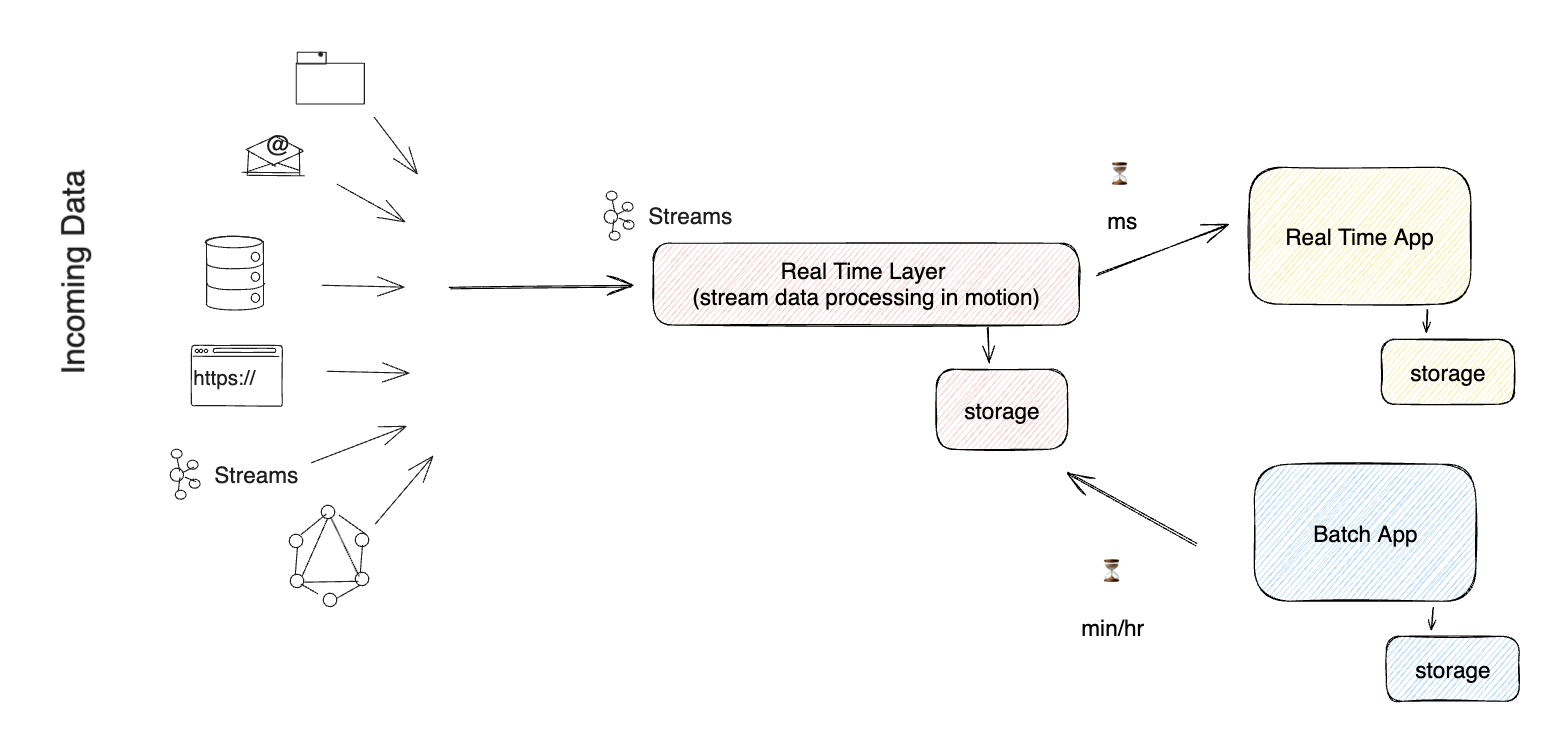 Incoming Data
@
https://
Streams
Streams
Real Time Layer
(stream data processing in motion)
storage
ms
Real Time App
storage
min/hr
Batch App
storage